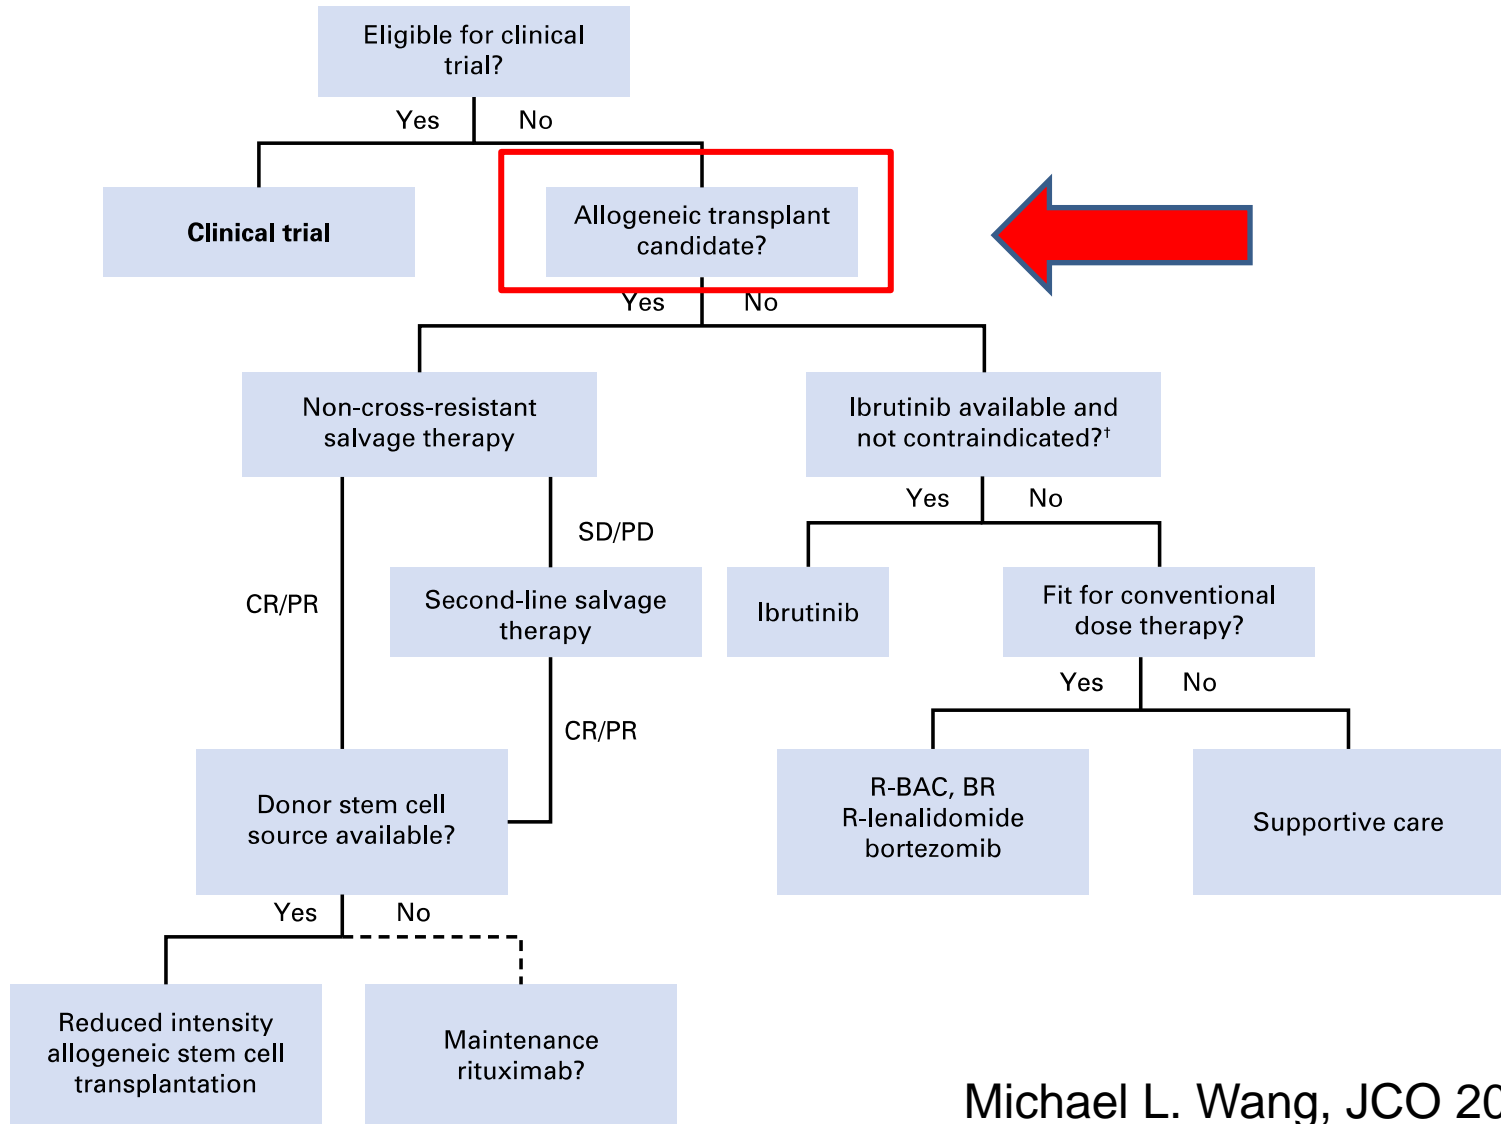 Eligible for clinical
trial?
Yes
No
Clinical trial
Allogeneic transplant
candidate?
Yes
No
Non-cross-resistant
salvage therapy
Ibrutinib available and
not contraindicated?†
Yes
No
SD/PD
CR/PR
Second-line salvage
therapy
Ibrutinib
Fit for conventional
dose therapy?
Yes
No
CR/PR
Donor stem cell
source available?
R-BAC, BR
R-lenalidomide
bortezomib
Supportive care
Yes
No
Reduced intensity
allogeneic stem cell
transplantation
Maintenance
rituximab?
Michael L. Wang, JCO 20